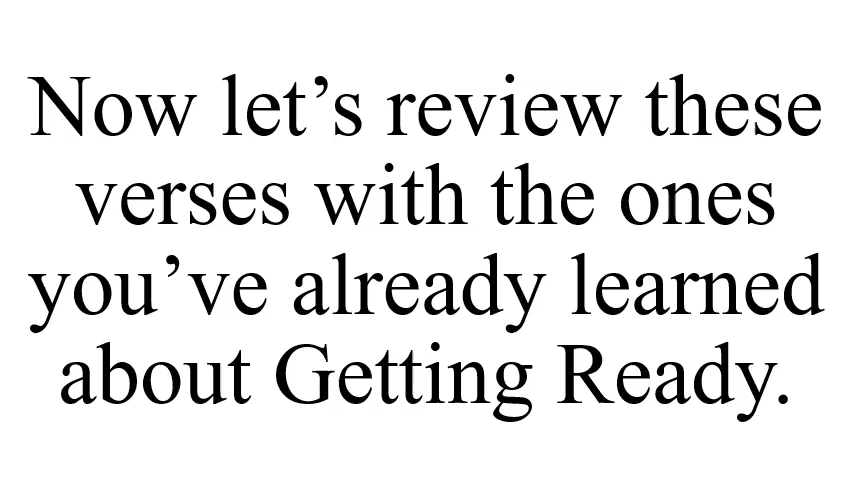 Now let’s review these
verses with the ones
you’ve already learned
about Getting Ready.